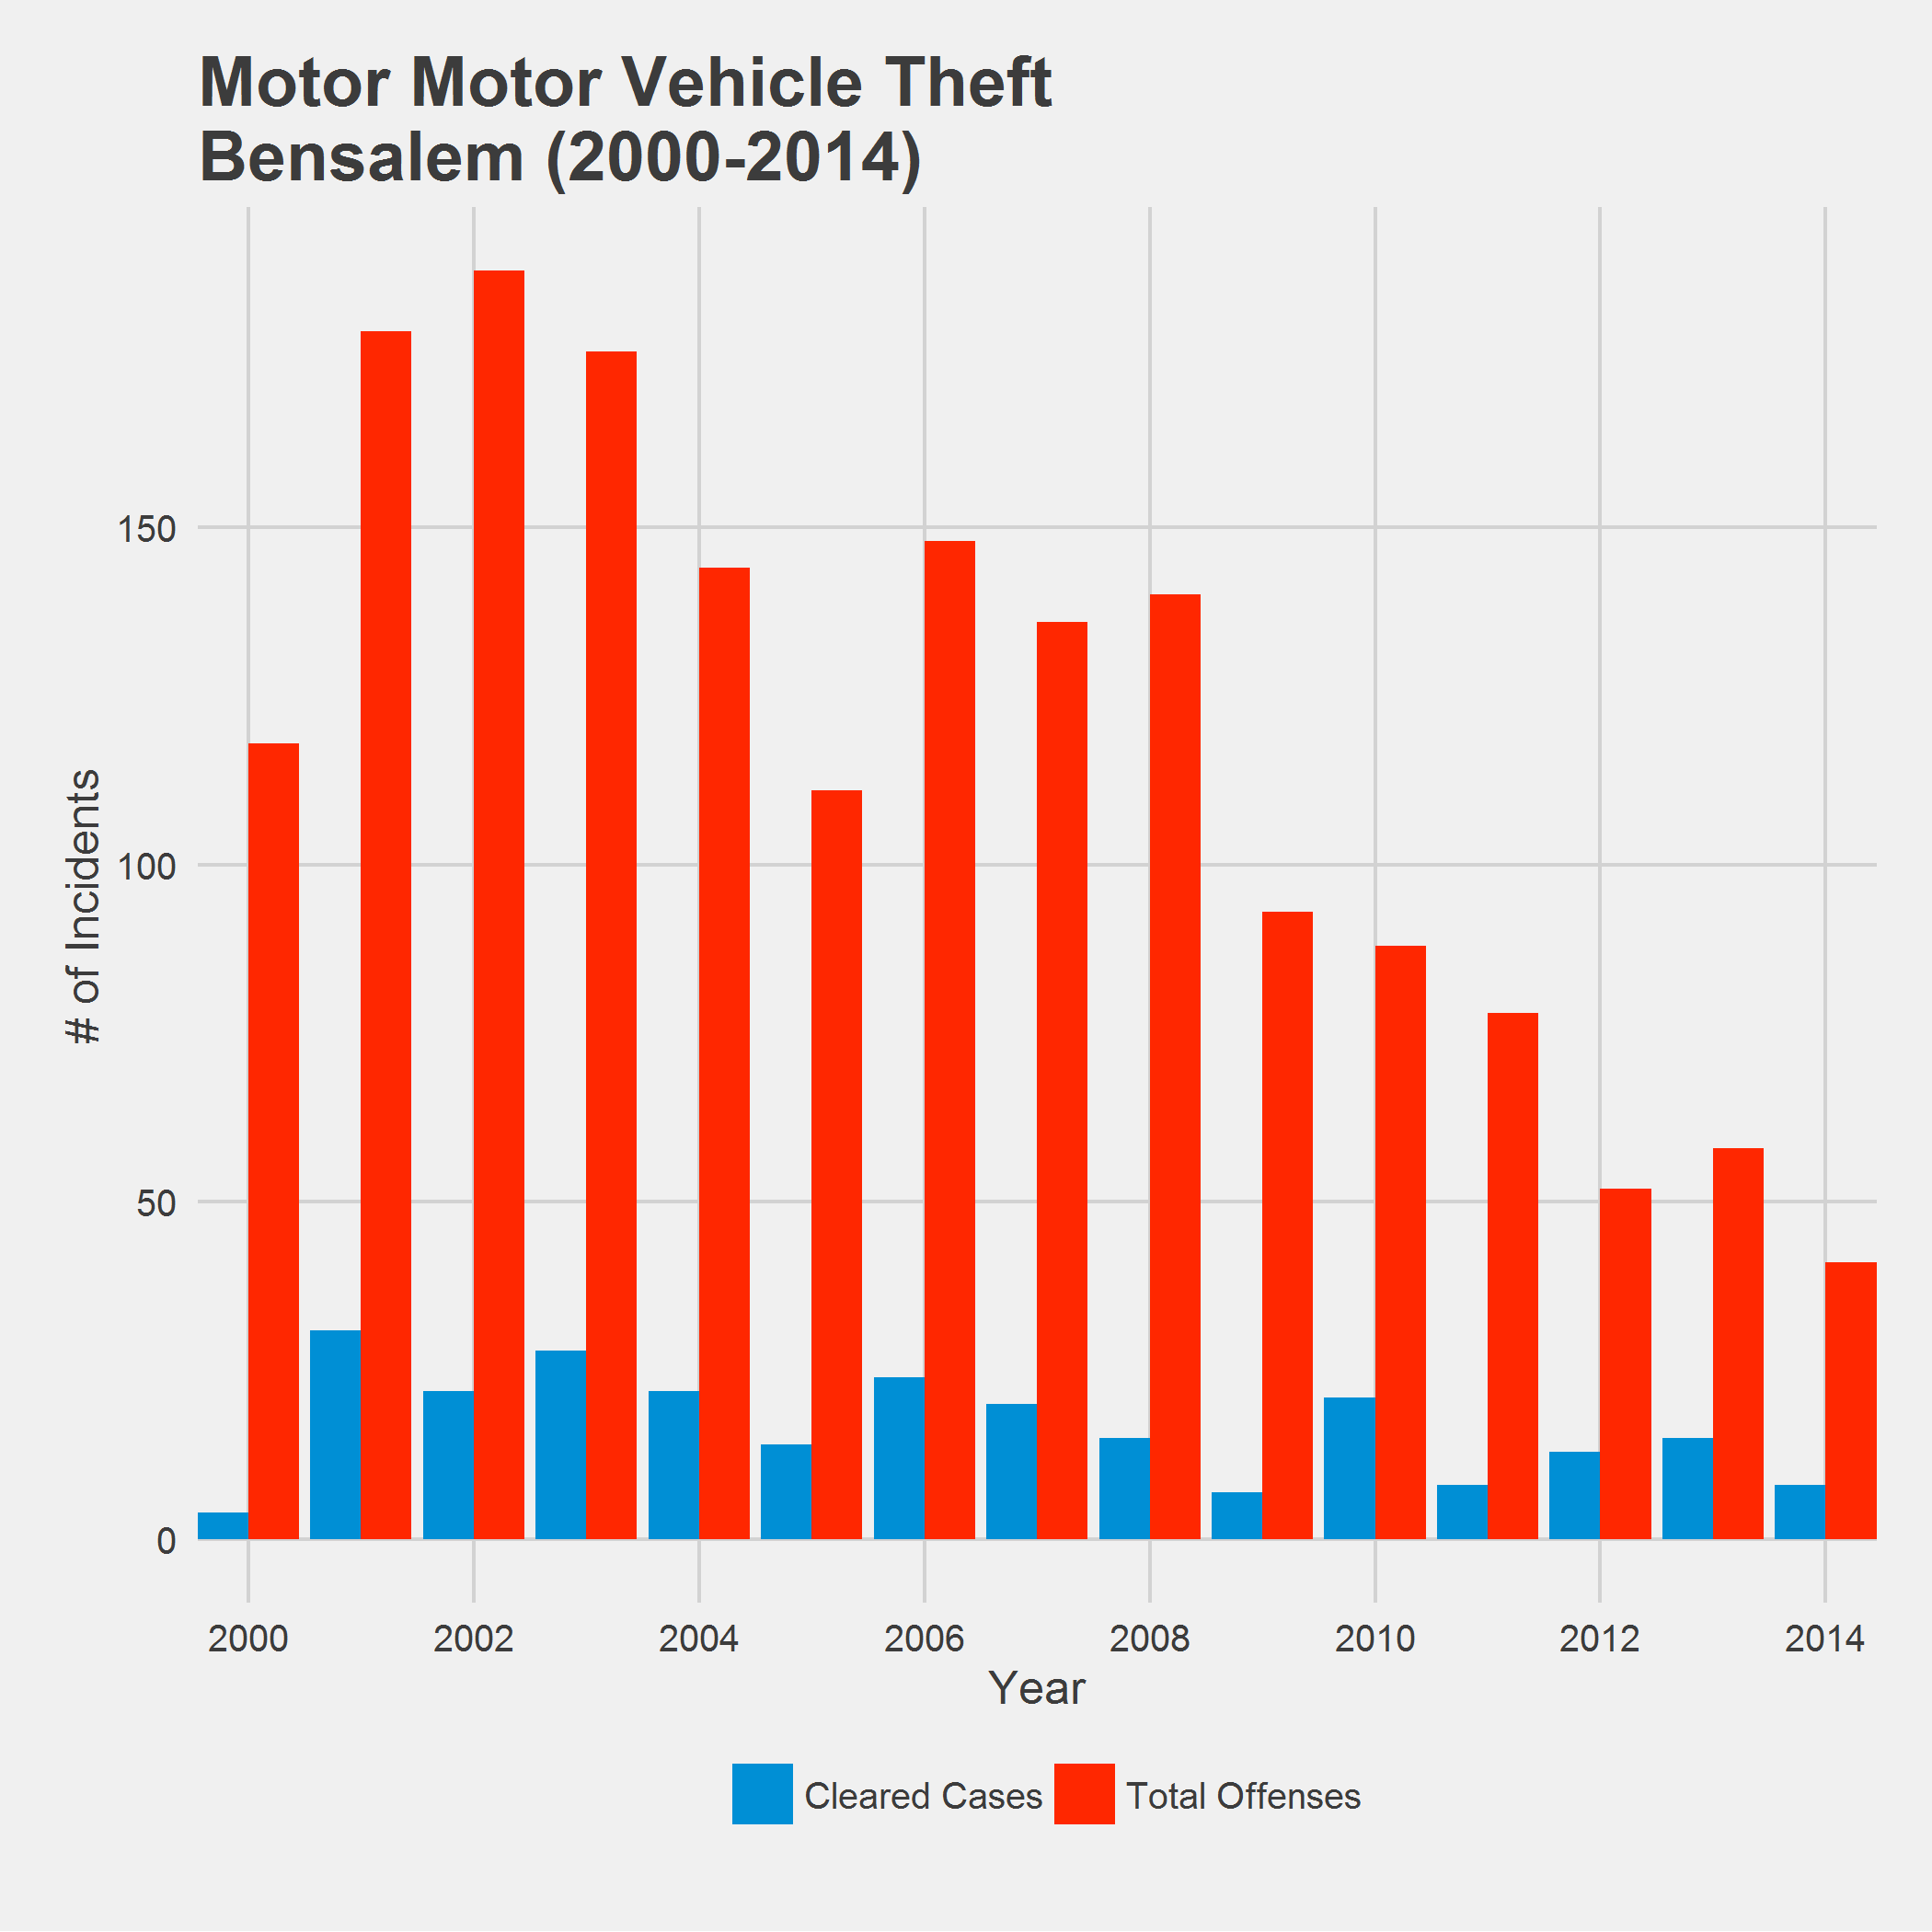 Motor Motor Vehicle Theft
Bensalem (2000-2014)
# of Incidents
150
100
50
0
2000 2002 2004 2006 2008 2010 2012 2014
Year
Cleared Cases Total Offenses